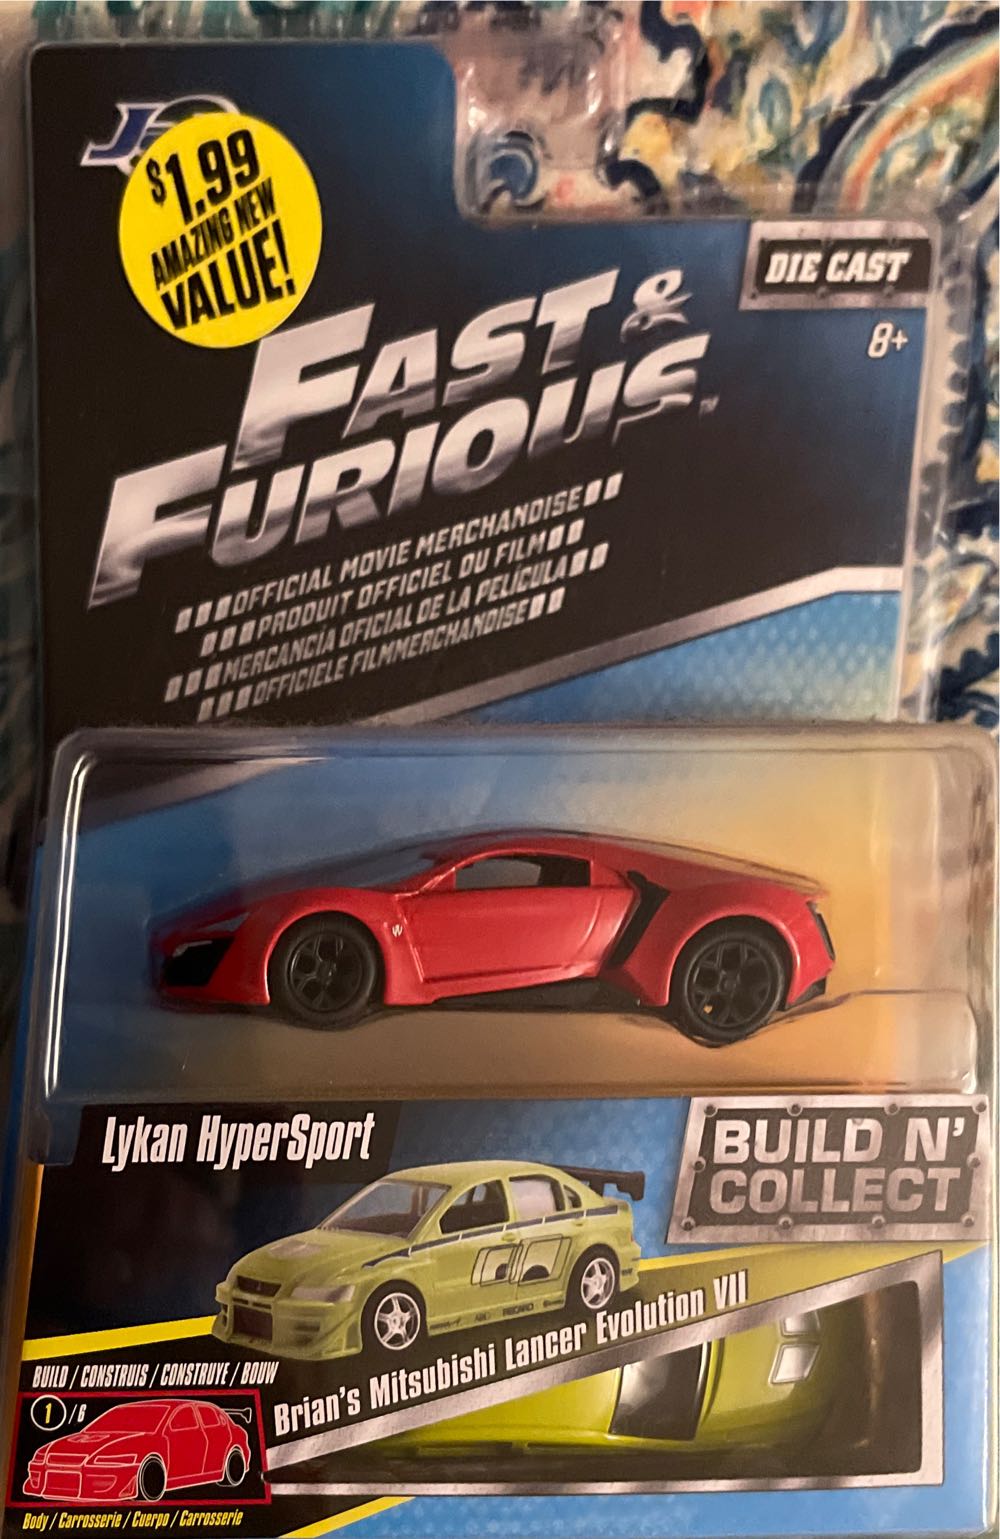 $1.99
AMAZING NEW
VALUE!
DIE CAST
8+
FAST &
FURIOUS™
OFFICIAL MOVIE MERCHANDISE
PRODUIT OFFICIEL DU FILM
MERCANCÍA OFICIAL DE LA PELÍCULA
OFFICIELE FILMMERCHANDISE
Lykan HyperSport
BUILD N'
COLLECT
Brian's Mitsubishi Lancer Evolution VII
BUILD / CONSTRUIS / CONSTRUYE / BOUW
1/6
Body / Carrosserie / Cuerpo / Carrosserie